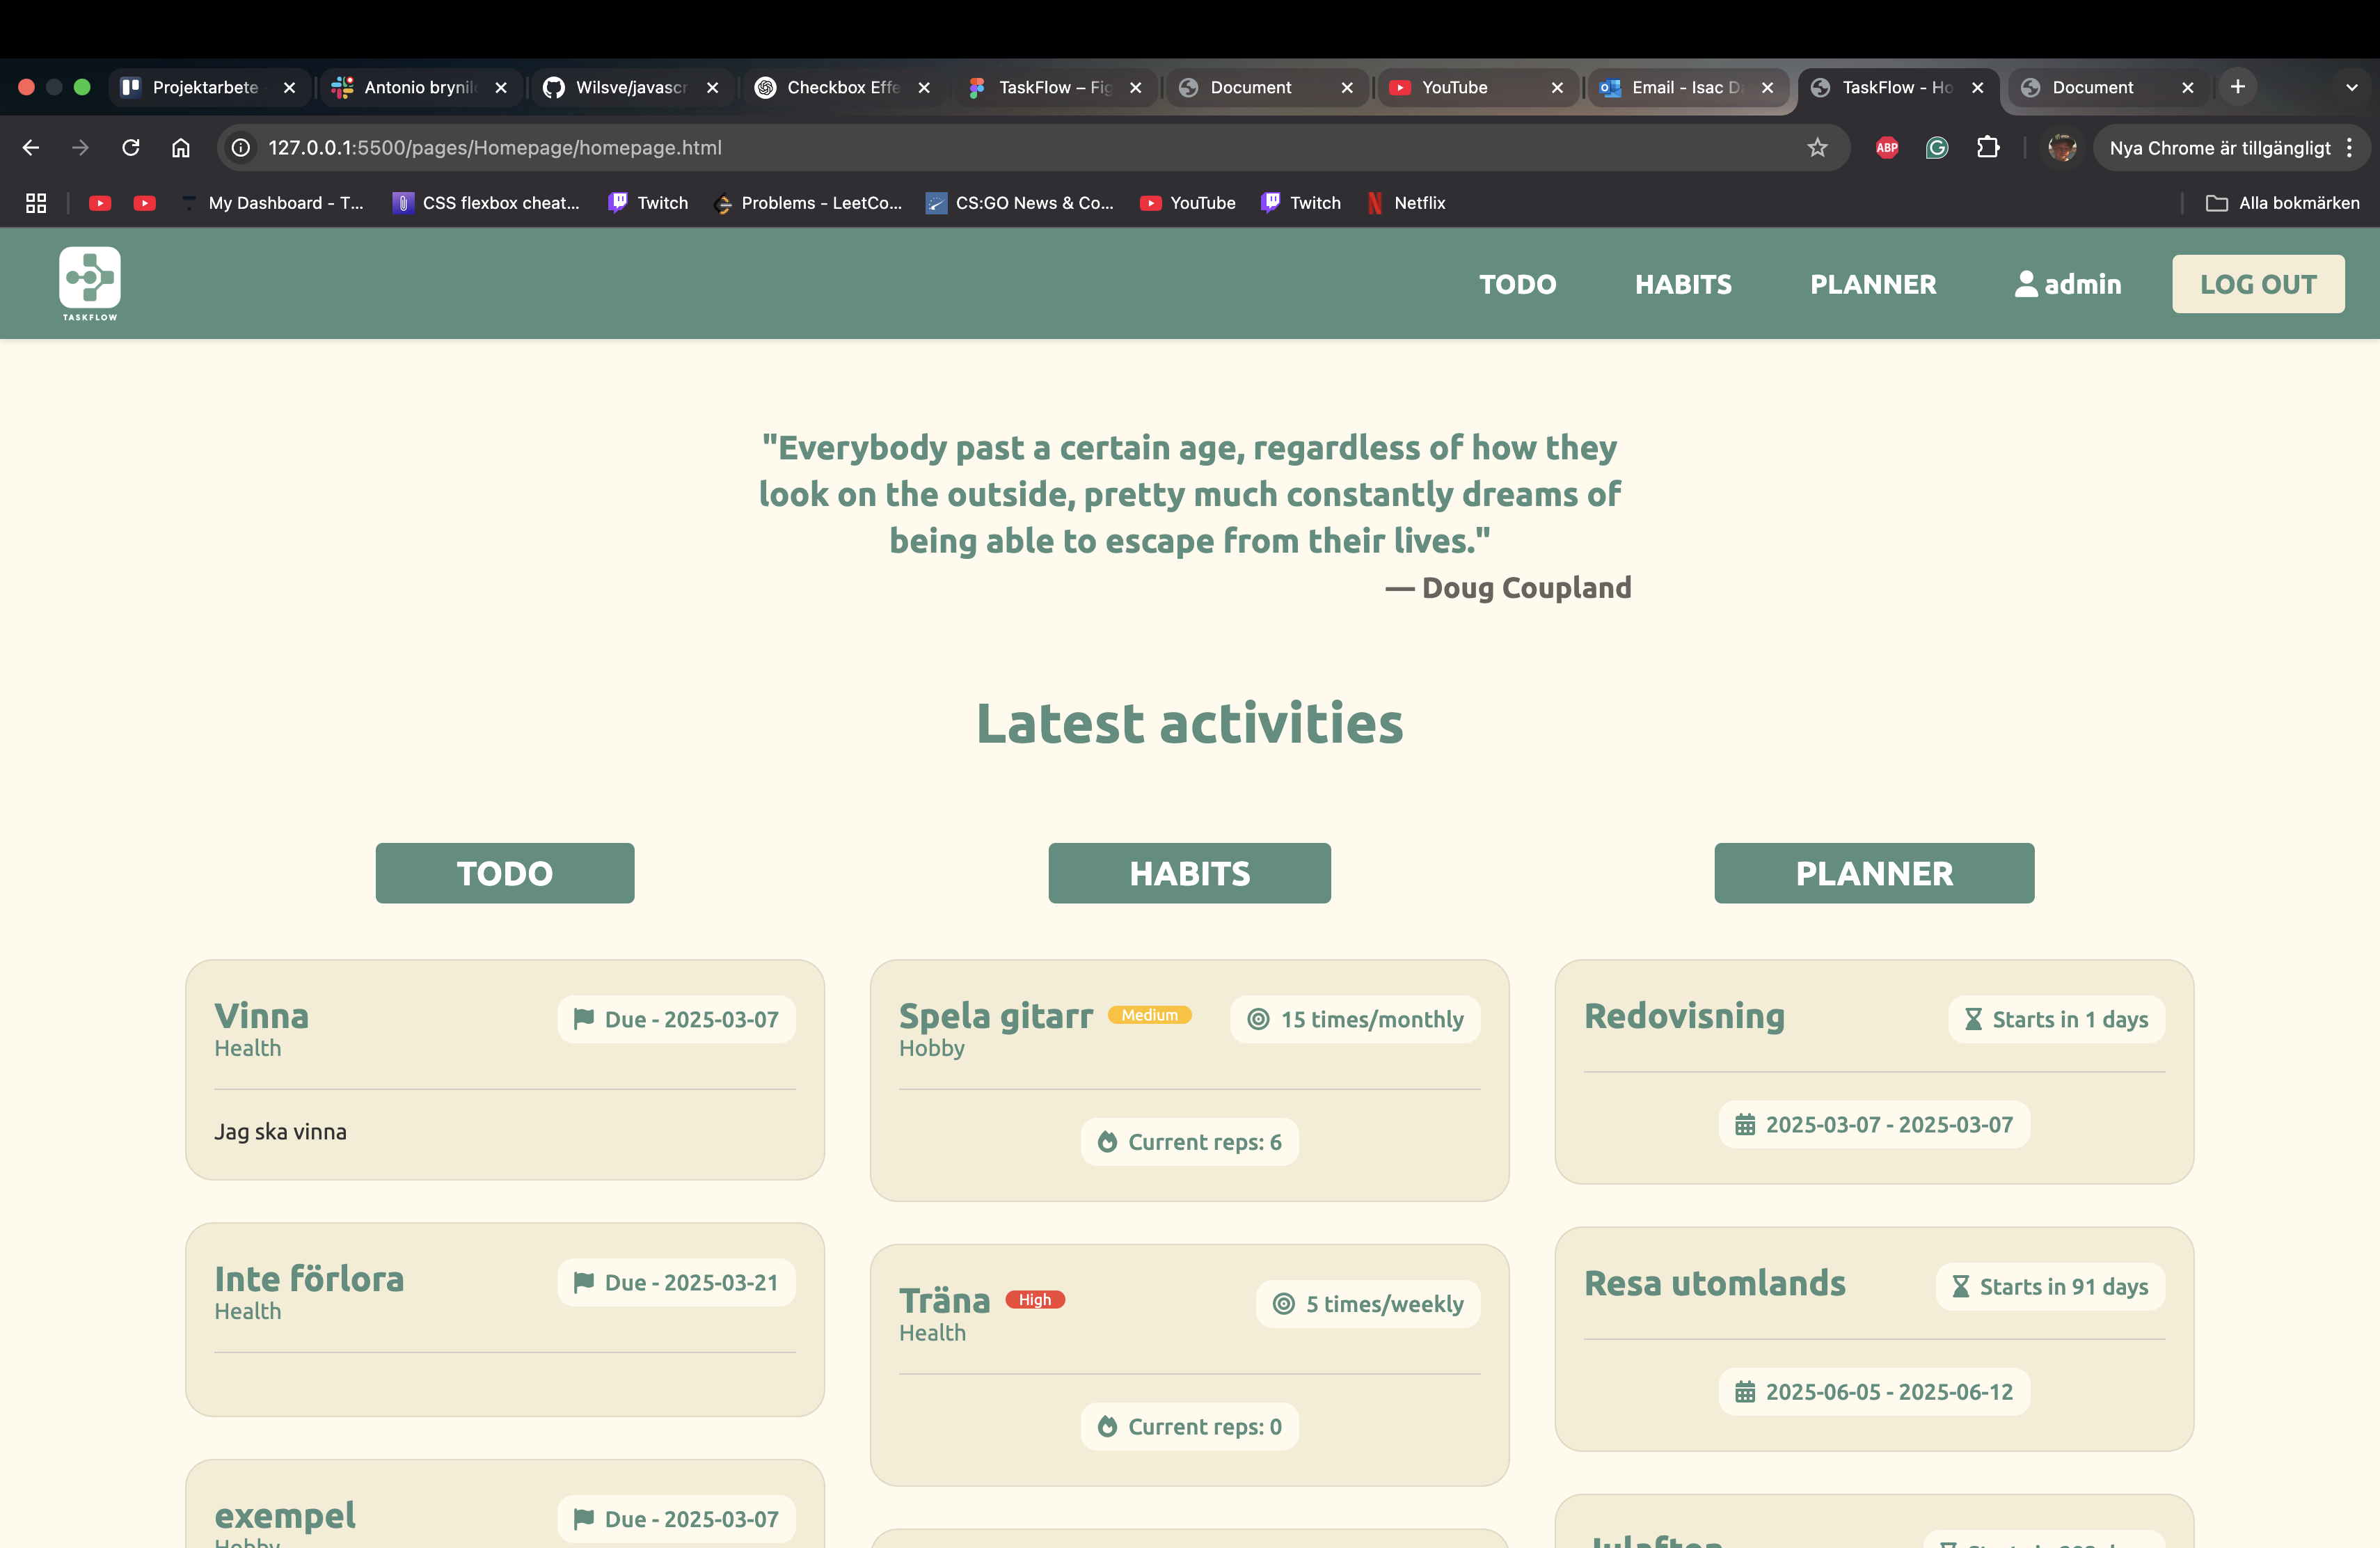 Projektarbete
Antonio brynil
Wilsve/javascr
Checkbox Effe
TaskFlow – Fig
Document
YouTube
Email - Isac D
TaskFlow - Ho
Document
127.0.0.1:5500/pages/Homepage/homepage.html
ABP
Nya Chrome är tillgängligt
My Dashboard - T...
CSS flexbox cheat...
Twitch
Problems - LeetCo...
CS:GO News & Co...
YouTube
Twitch
Netflix
Alla bokmärken
TASKFLOW
TODO
HABITS
PLANNER
admin
LOG OUT
"Everybody past a certain age, regardless of how they
look on the outside, pretty much constantly dreams of
being able to escape from their lives."
— Doug Coupland
Latest activities
TODO
Vinna
Due - 2025-03-07
Health
Jag ska vinna
Inte förlora
Due - 2025-03-21
Health
exempel
Due - 2025-03-07
Hobby
HABITS
Spela gitarr
Medium
15 times/monthly
Hobby
Current reps: 6
Träna
High
5 times/weekly
Health
Current reps: 0
PLANNER
Redovisning
Starts in 1 days
2025-03-07 - 2025-03-07
Resa utomlands
Starts in 91 days
2025-06-05 - 2025-06-12
Julafton